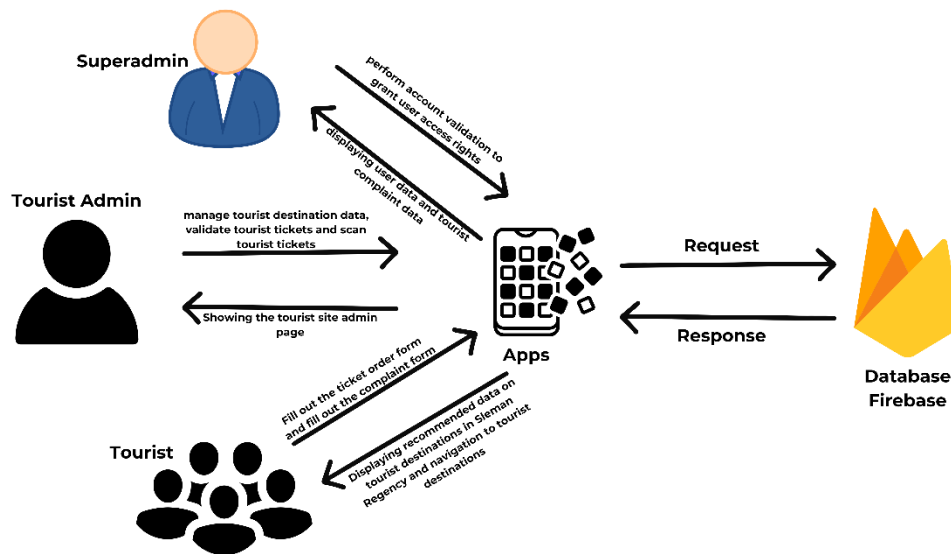 Superadmin
perform account validation to
grant user access rights
displaying user data and tourist
complaint data
Tourist Admin
manage tourist destination data,
validate tourist tickets and scan
tourist tickets
Showing the tourist site admin
page
Request
Response
Apps
Database
Firebase
Fill out the ticket order form
and fill out the complaint form
Tourist
Displaying recommended data on
tourist destinations in Sleman
Regency and navigation to tourist
destinations